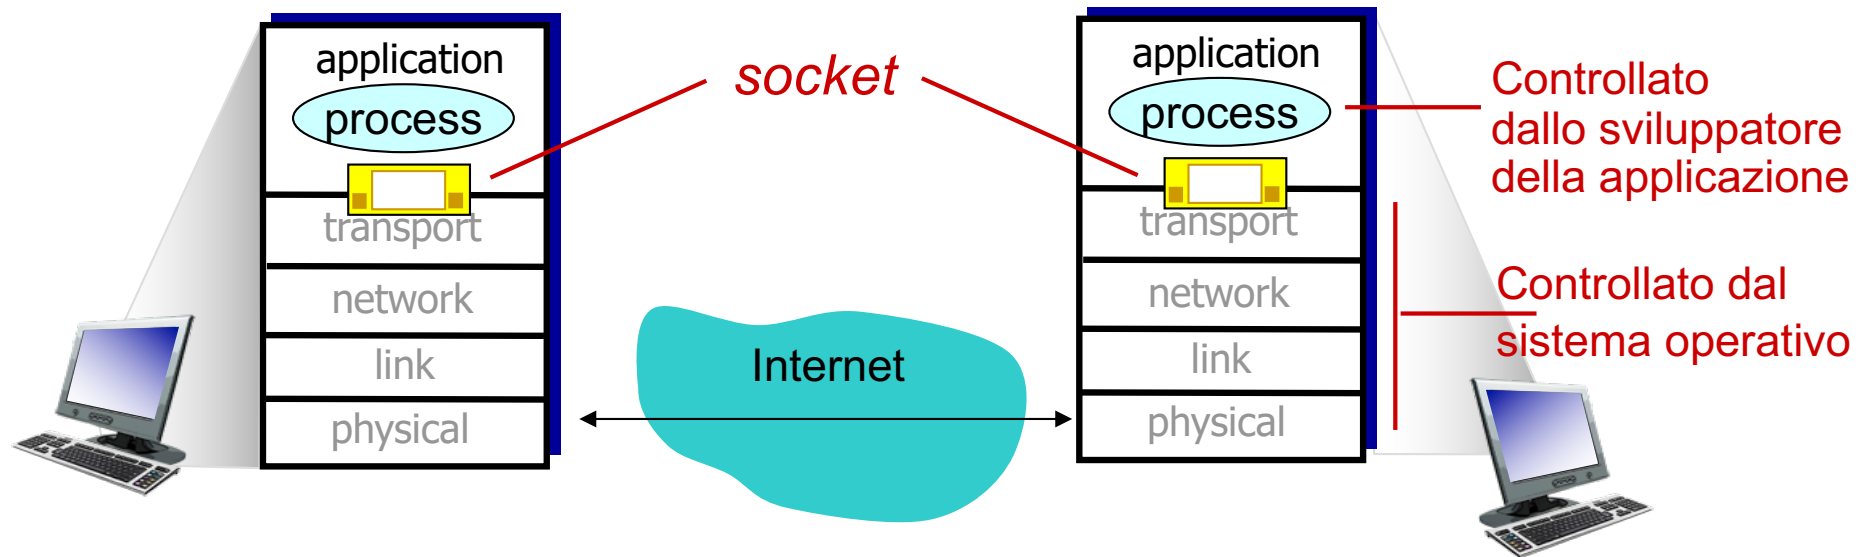 application
process
transport
network
link
physical
socket
Internet
application
process
transport
network
link
physical
Controllato
dallo sviluppatore
della applicazione
Controllato dal
sistema operativo